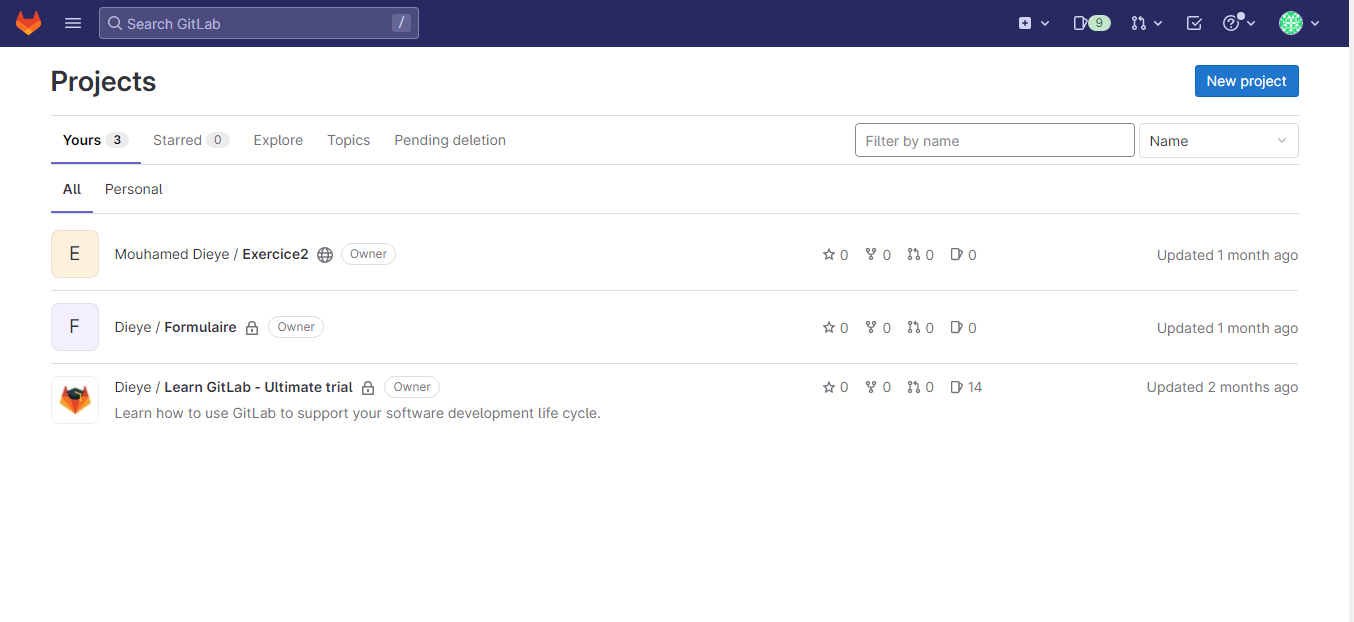 Search GitLab /
9
Projects
New project
Yours 3 Starred 0 Explore Topics Pending deletion
Filter by name
Name
All Personal
E Mouhamed Dieye / Exercice2 Owner 0 0 0 0 Updated 1 month ago
F Dieye / Formulaire Owner 0 0 0 0 Updated 1 month ago
Dieye / Learn GitLab - Ultimate trial Owner 0 0 0 14 Updated 2 months ago
Learn how to use GitLab to support your software development life cycle.